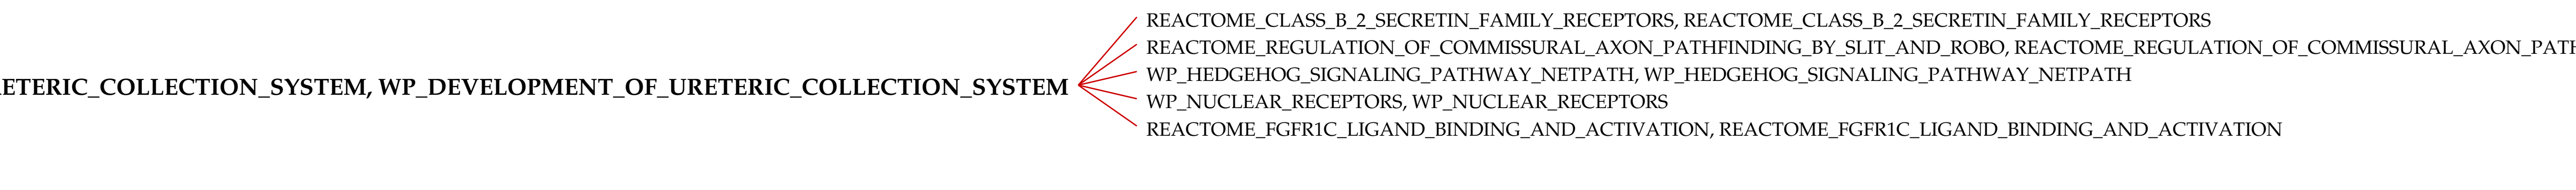 REACTOME_CLASS_B_2_SECRETIN_FAMILY_RECEPTORS, REACTOME_CLASS_B_2_SECRETIN_FAMILY_RECEPTORS
REACTOME_REGULATION_OF_COMMISSURAL_AXON_PATHFINDING_BY_SLIT_AND_ROBO, REACTOME_REGULATION_OF_COMMISSURAL_AXON_PATH
WP_HEDGEHOG_SIGNALING_PATHWAY_NETPATH, WP_HEDGEHOG_SIGNALING_PATHWAY_NETPATH
ETERIC_COLLECTION_SYSTEM, WP_DEVELOPMENT_OF_URETERIC_COLLECTION_SYSTEM
WP_NUCLEAR_RECEPTORS, WP_NUCLEAR_RECEPTORS
REACTOME_FGFR1C_LIGAND_BINDING_AND_ACTIVATION, REACTOME_FGFR1C_LIGAND_BINDING_AND_ACTIVATION